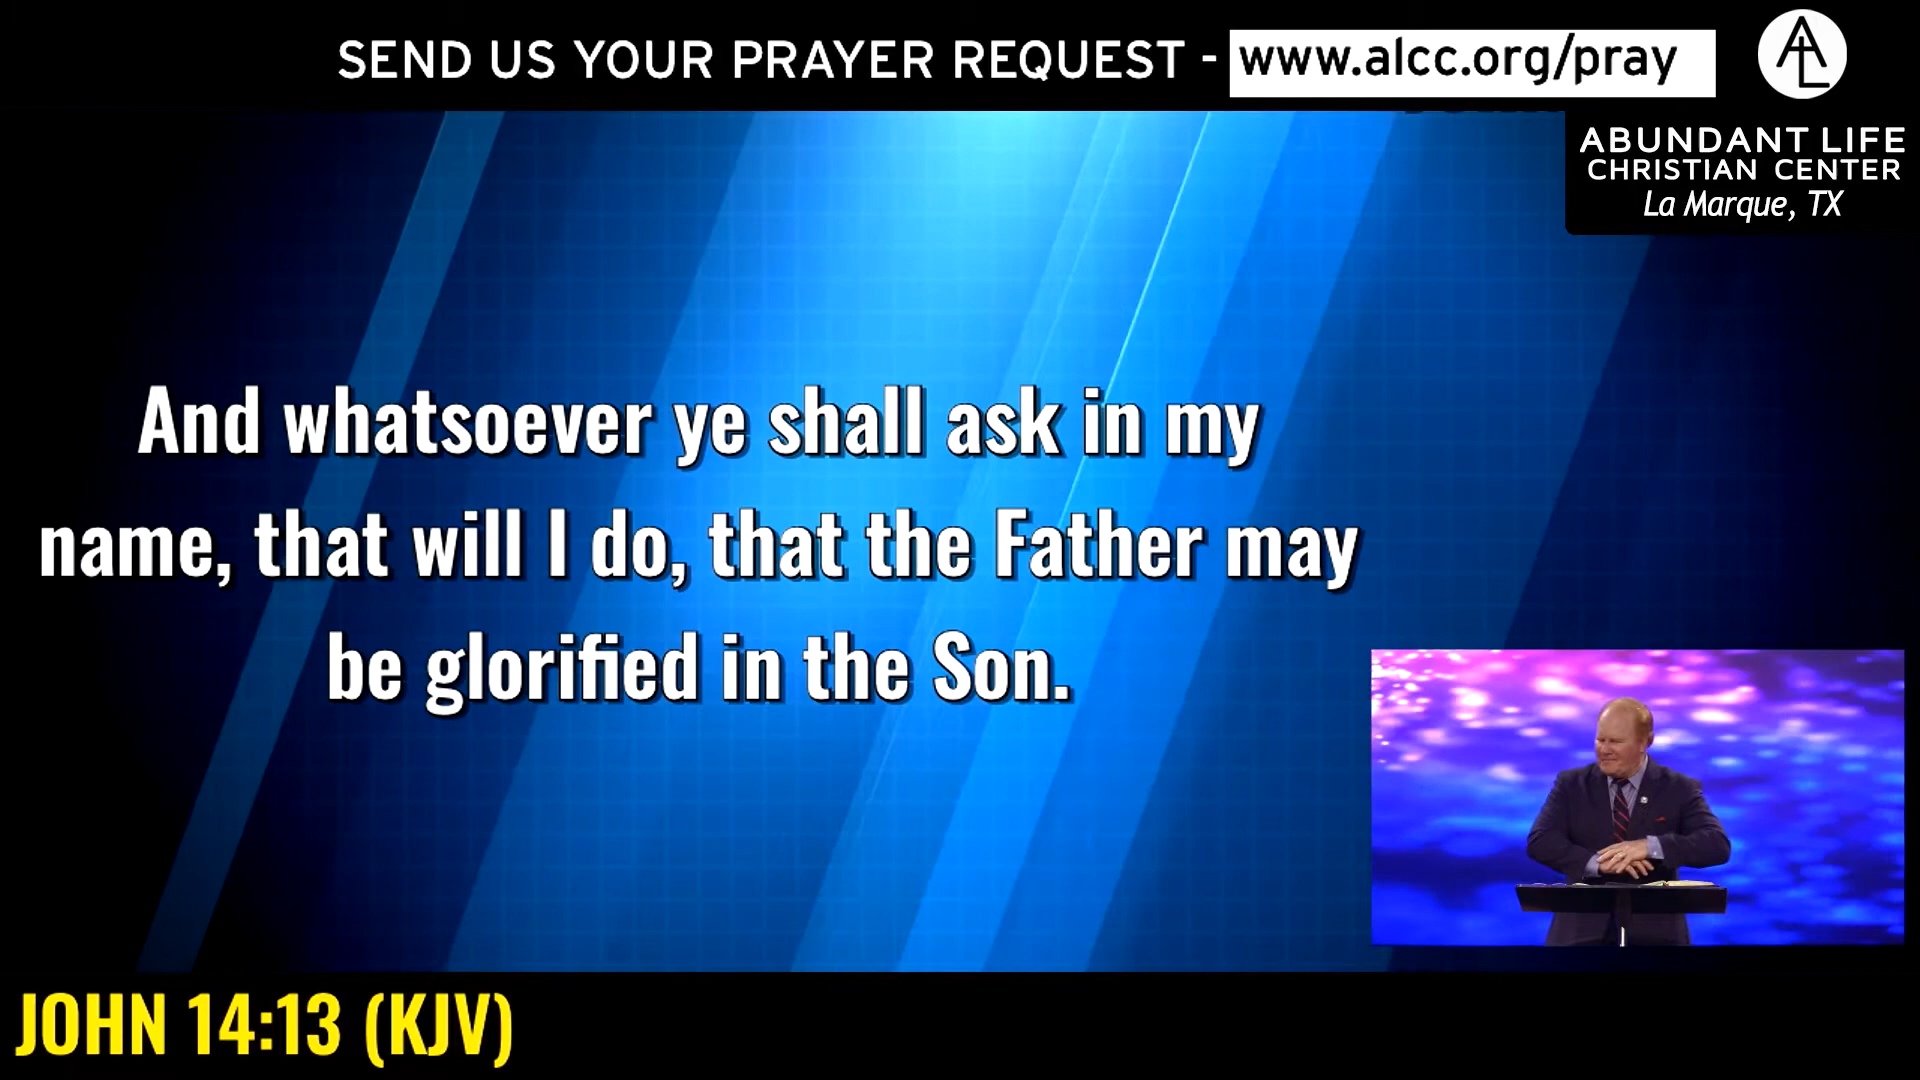 SEND US YOUR PRAYER REQUEST - www.alcc.org/pray
ABUNDANT LIFE
CHRISTIAN CENTER
La Marque, TX
And whatsoever ye shall ask in my
name, that will I do, that the Father may
be glorified in the Son.
JOHN 14:13 (KJV)